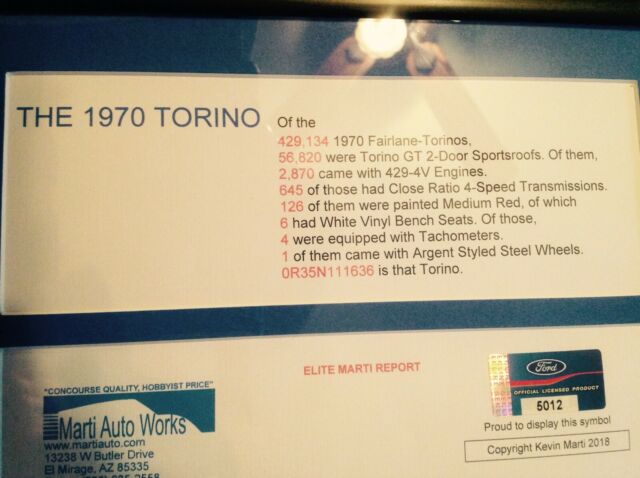 THE 1970 TORINO
Of the
429,134 1970 Fairlane-Torinos,
56,820 were Torino GT 2-Door Sportsroofs. Of them,
2,870 came with 429-4V Engines.
645 of those had Close Ratio 4-Speed Transmissions.
126 of them were painted Medium Red, of which
6 had White Vinyl Bench Seats. Of those,
4 were equipped with Tachometers.
1 of them came with Argent Styled Steel Wheels.
0R35N111636 is that Torino.
ELITE MARTI REPORT
"CONCOURSE QUALITY, HOBBYIST PRICE"
Marti Auto Works
www.martiauto.com
13238 W Butler Drive
El Mirage, AZ 85335
Ford
OFFICIAL LICENSED PRODUCT
5012
Proud to display this symbol
Copyright Kevin Marti 2018